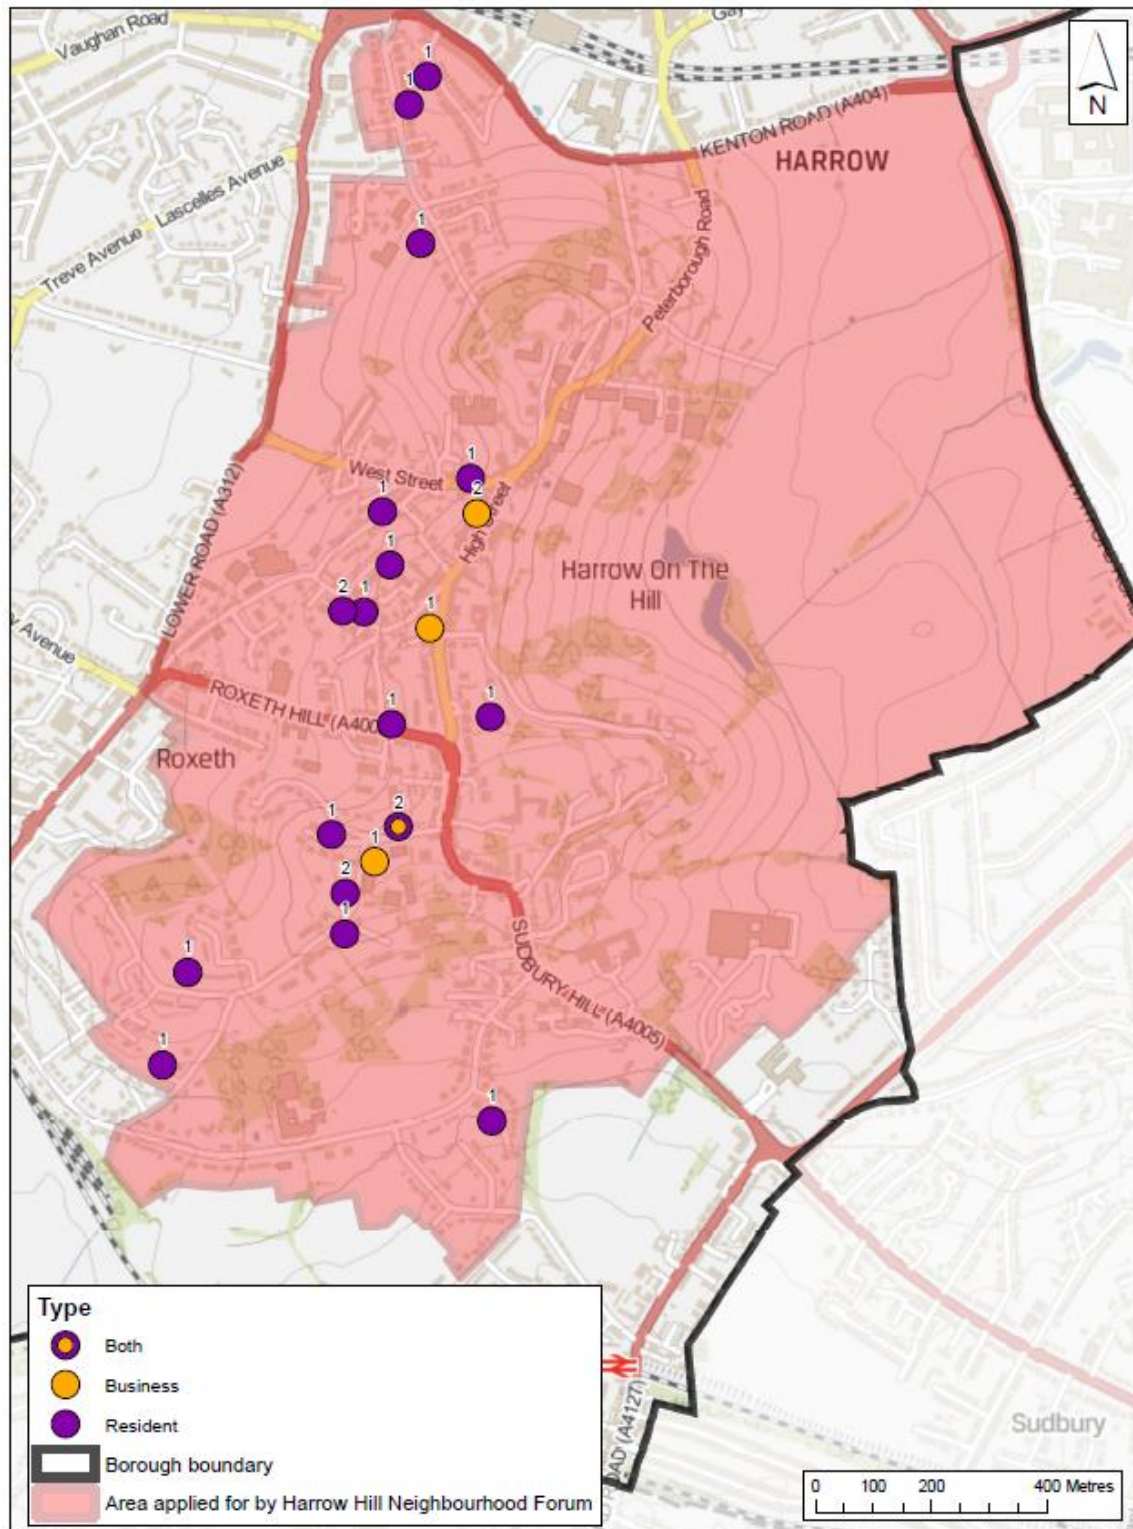 Vaughan Road
Gay
N
1
1
KENTON ROAD (A404)
HARROW
Lascelles Avenue
Treve Avenue
1
Peterborough Road
LOWER ROAD (A312)
West Street
1
1
2
High Street
1
Harrow On The
Hill
2
1
1
y Avenue
ROXETH HILL (A400
1
1
Roxeth
1
2
1
2
1
1
SUDBURY HILL (A4005)
1
1
Type
Both
Business
Resident
Borough boundary
Area applied for by Harrow Hill Neighbourhood Forum
OAD (A4127)
Sudbury
0 100 200 400 Metres